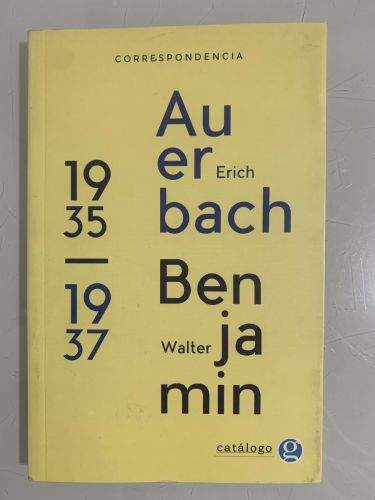 CORRESPONDENCIA
Au
er
Erich
bach
19
35
19
37
Ben
Walter
ja
min
catálogo
g